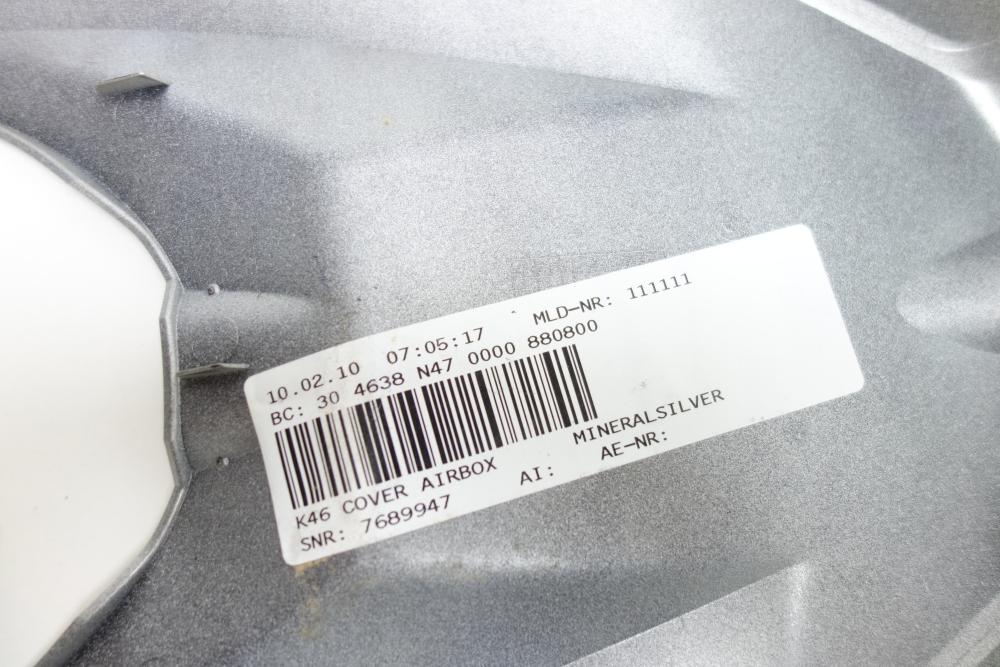 10.02.10 07:05:17 MLD-NR: 111111
BC: 30 4638 N47 0000 880800
K46 COVER AIRBOX MINERALSILVER
SNR: 7689947 AI: AE-NR: